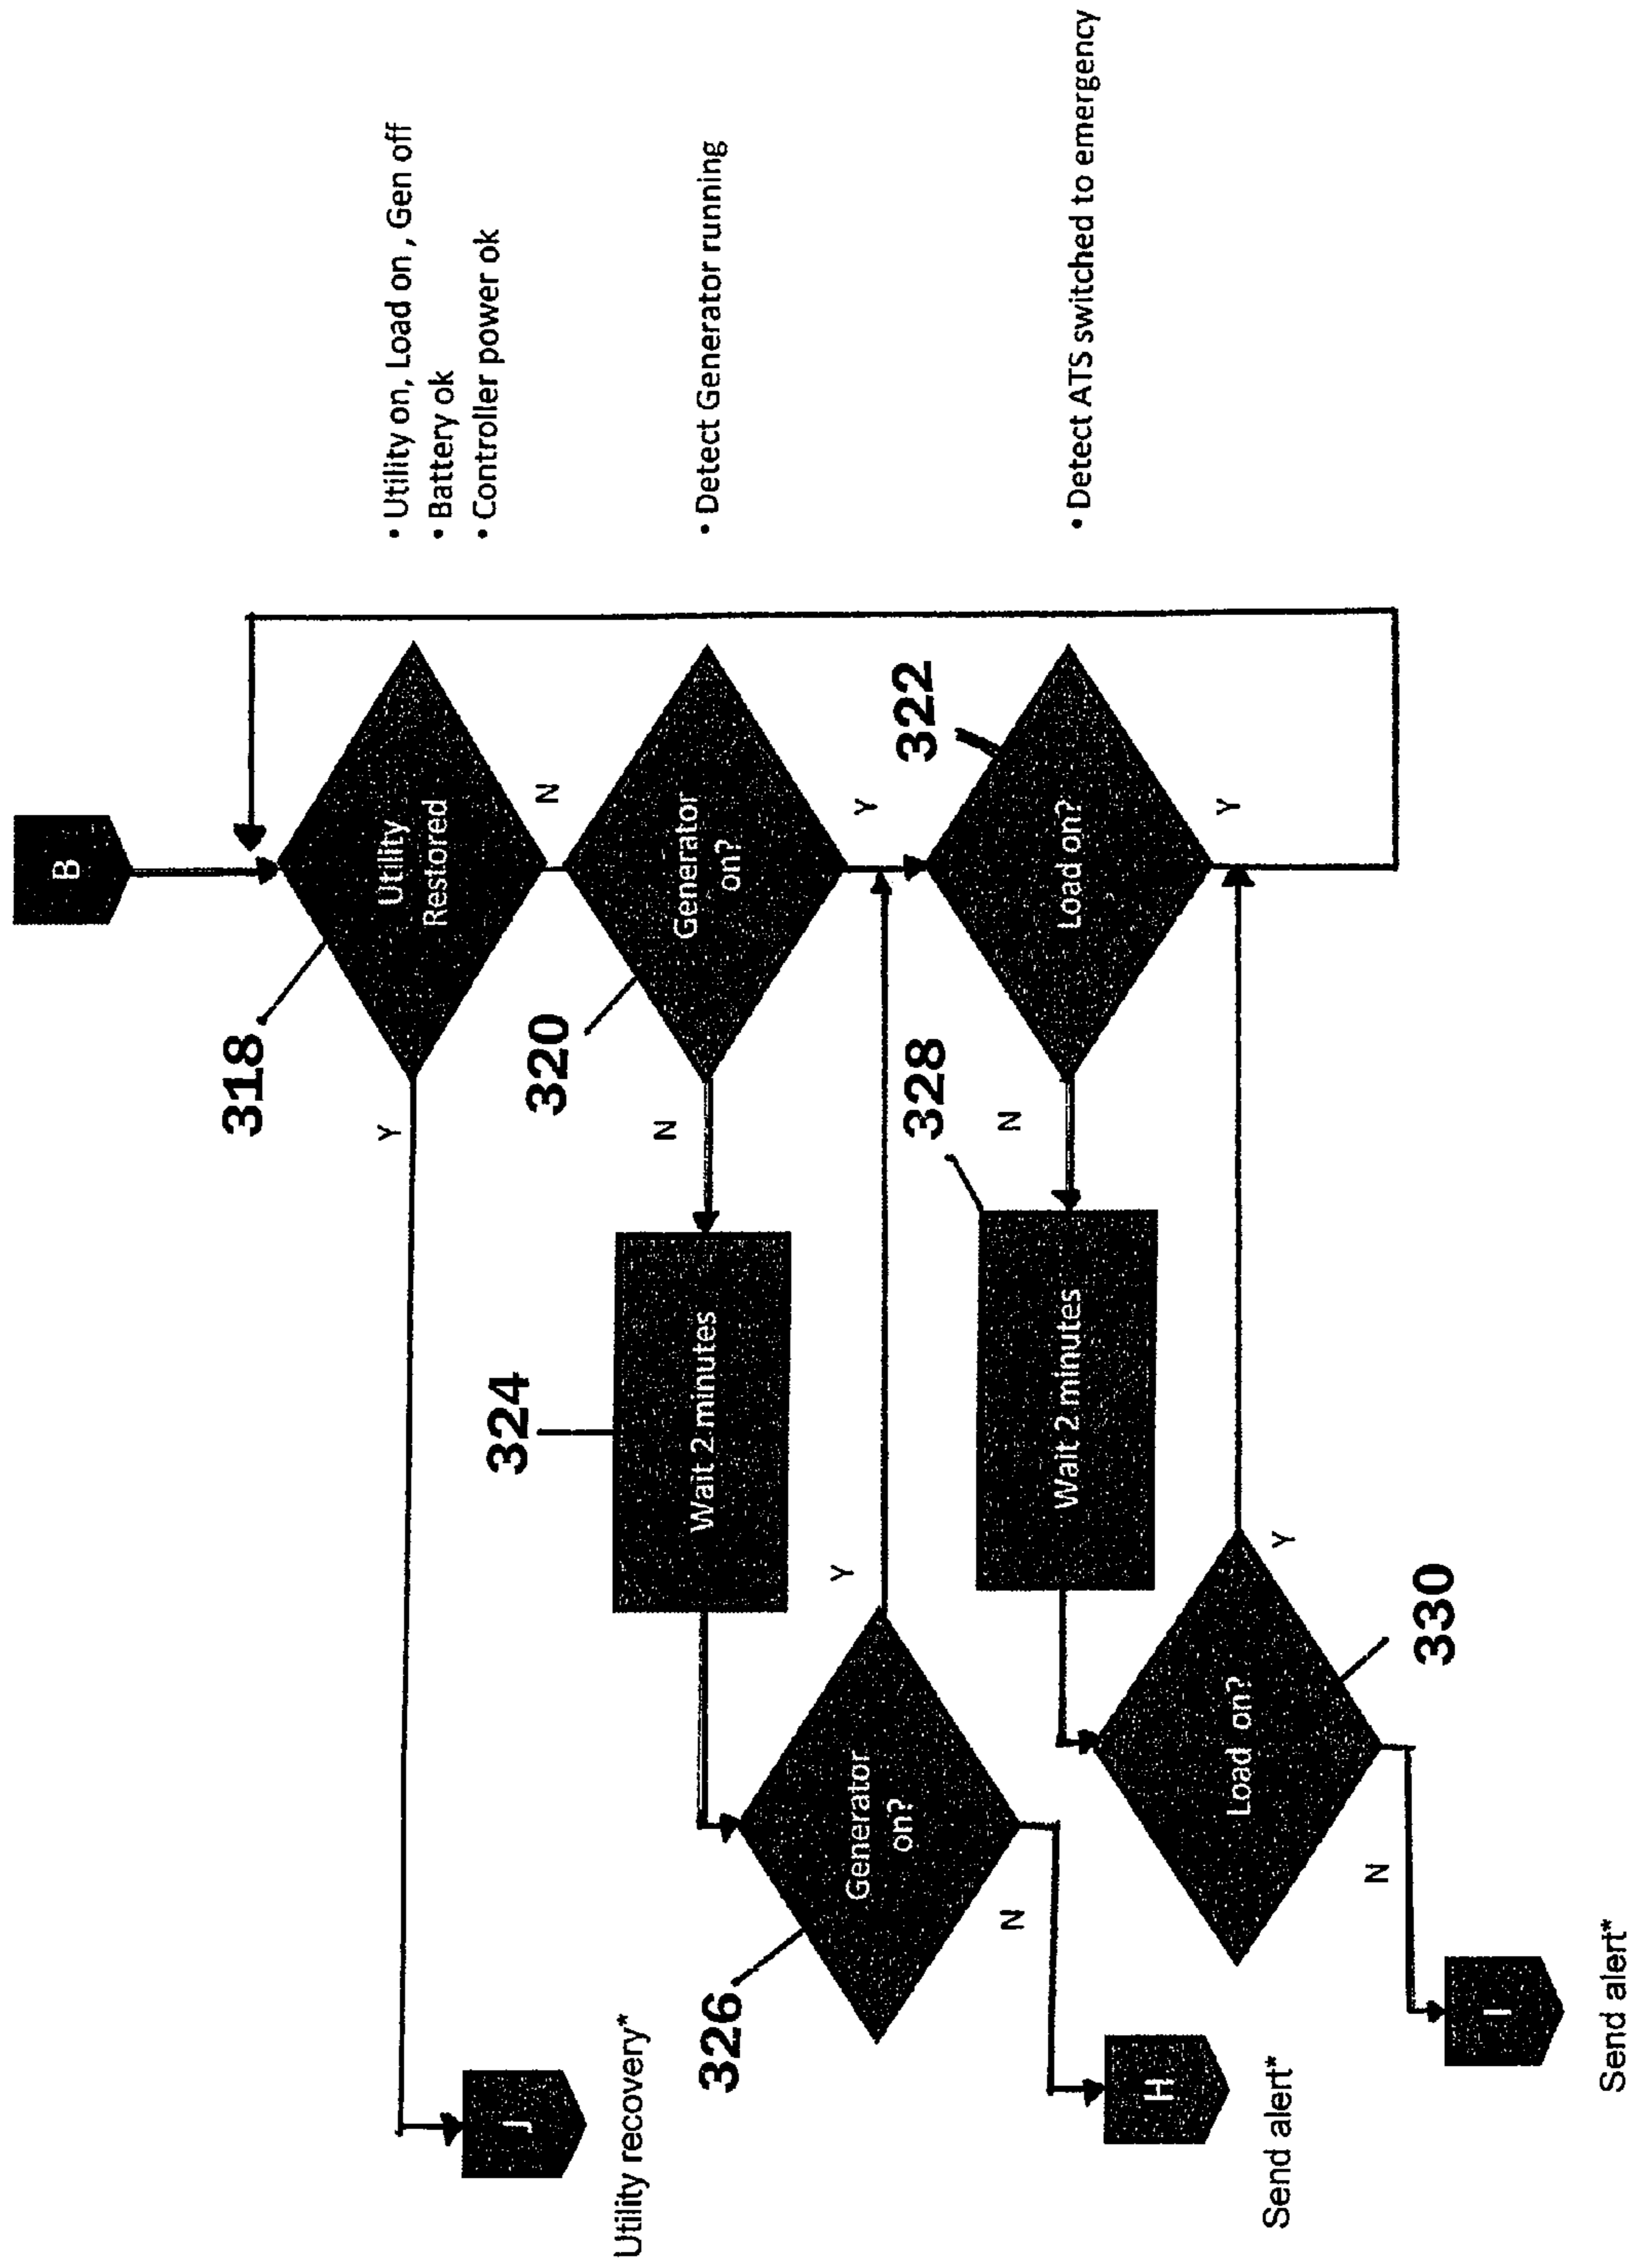 B
Utility
Restored
318
Y
N
• Utility on, Load on , Gen off
• Battery ok
• Controller power ok
J
Utility recovery*
Generator
on?
320
N
Y
• Detect Generator running
Wait 2 minutes
324
Generator
on?
326
Y
N
H
Send alert*
Load on?
322
N
Y
• Detect ATS switched to emergency
Wait 2 minutes
328
Load on?
330
Y
N
I
Send alert*